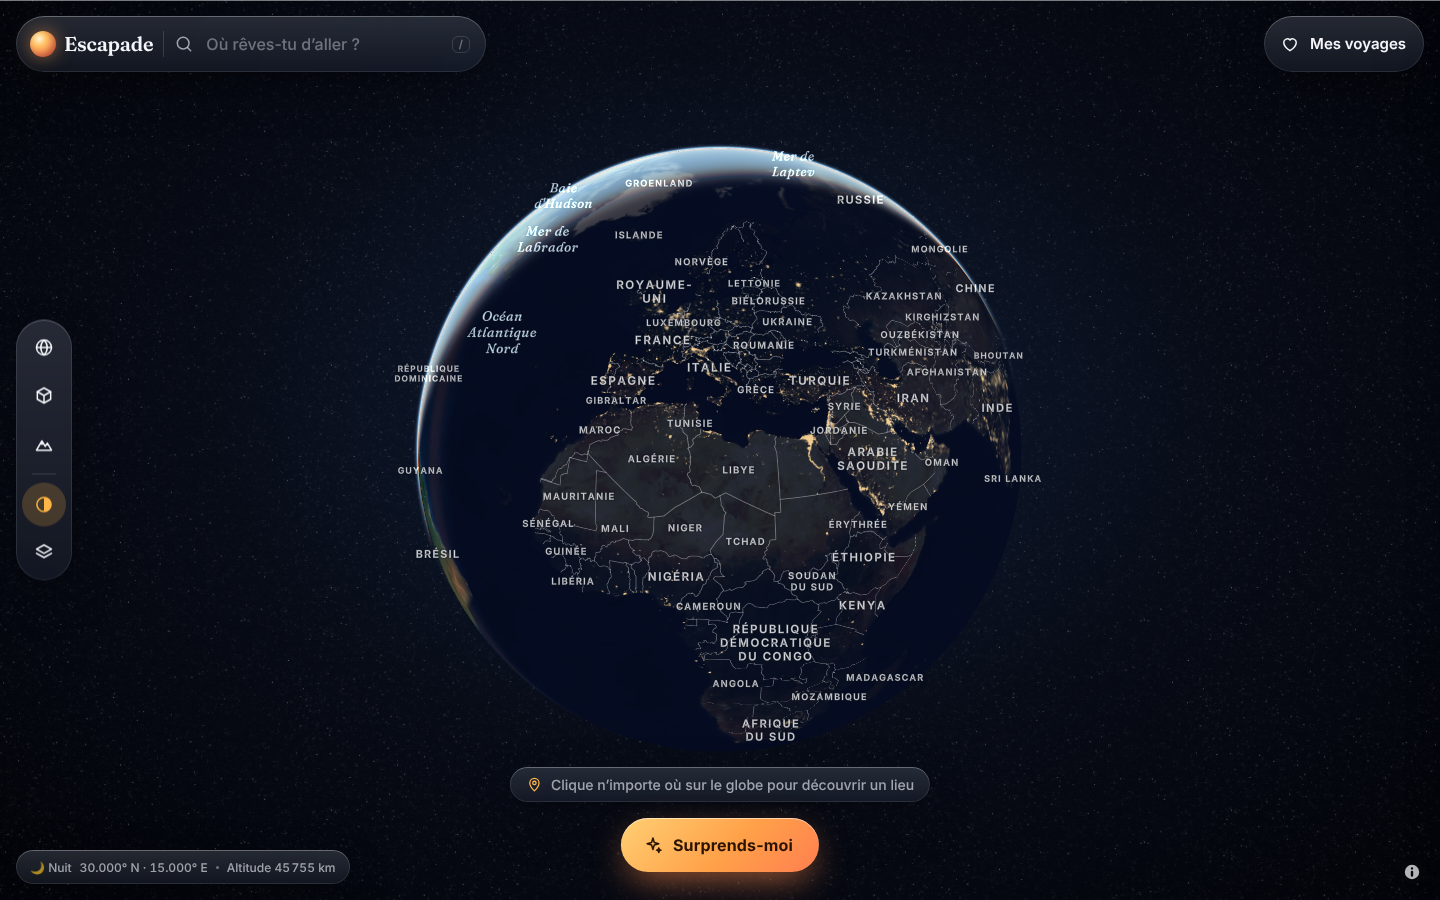 Escapade
Où rêves-tu d’aller ?
/
Mes voyages
Mer de
Laptev
Baie
d'Hudson
GROENLAND
RUSSIE
Mer de
Labrador
ISLANDE
MONGOLIE
NORVÈGE
ROYAUME-
UNI
LETTONIE
BIÉLORUSSIE
KAZAKHSTAN
CHINE
Océan
Atlantique
Nord
LUXEMBOURG
UKRAINE
KIRGHIZSTAN
FRANCE
ROUMANIE
OUZBÉKISTAN
TURKMÉNISTAN
BHOUTAN
RÉPUBLIQUE
DOMINICAINE
ITALIE
AFGHANISTAN
ESPAGNE
GRÈCE
TURQUIE
GIBRALTAR
SYRIE
IRAN
INDE
MAROC
TUNISIE
JORDANIE
ALGÉRIE
LIBYE
ARABIE
SAOUDITE
OMAN
GUYANA
SRI LANKA
MAURITANIE
YÉMEN
SÉNÉGAL
MALI
NIGER
ÉRYTHRÉE
TCHAD
BRÉSIL
GUINÉE
ÉTHIOPIE
LIBÉRIA
NIGÉRIA
SOUDAN
DU SUD
CAMEROUN
KENYA
RÉPUBLIQUE
DÉMOCRATIQUE
DU CONGO
ANGOLA
MADAGASCAR
MOZAMBIQUE
AFRIQUE
DU SUD
Clique n’importe où sur le globe pour découvrir un lieu
Surprends-moi
Nuit 30.000° N · 15.000° E • Altitude 45 755 km